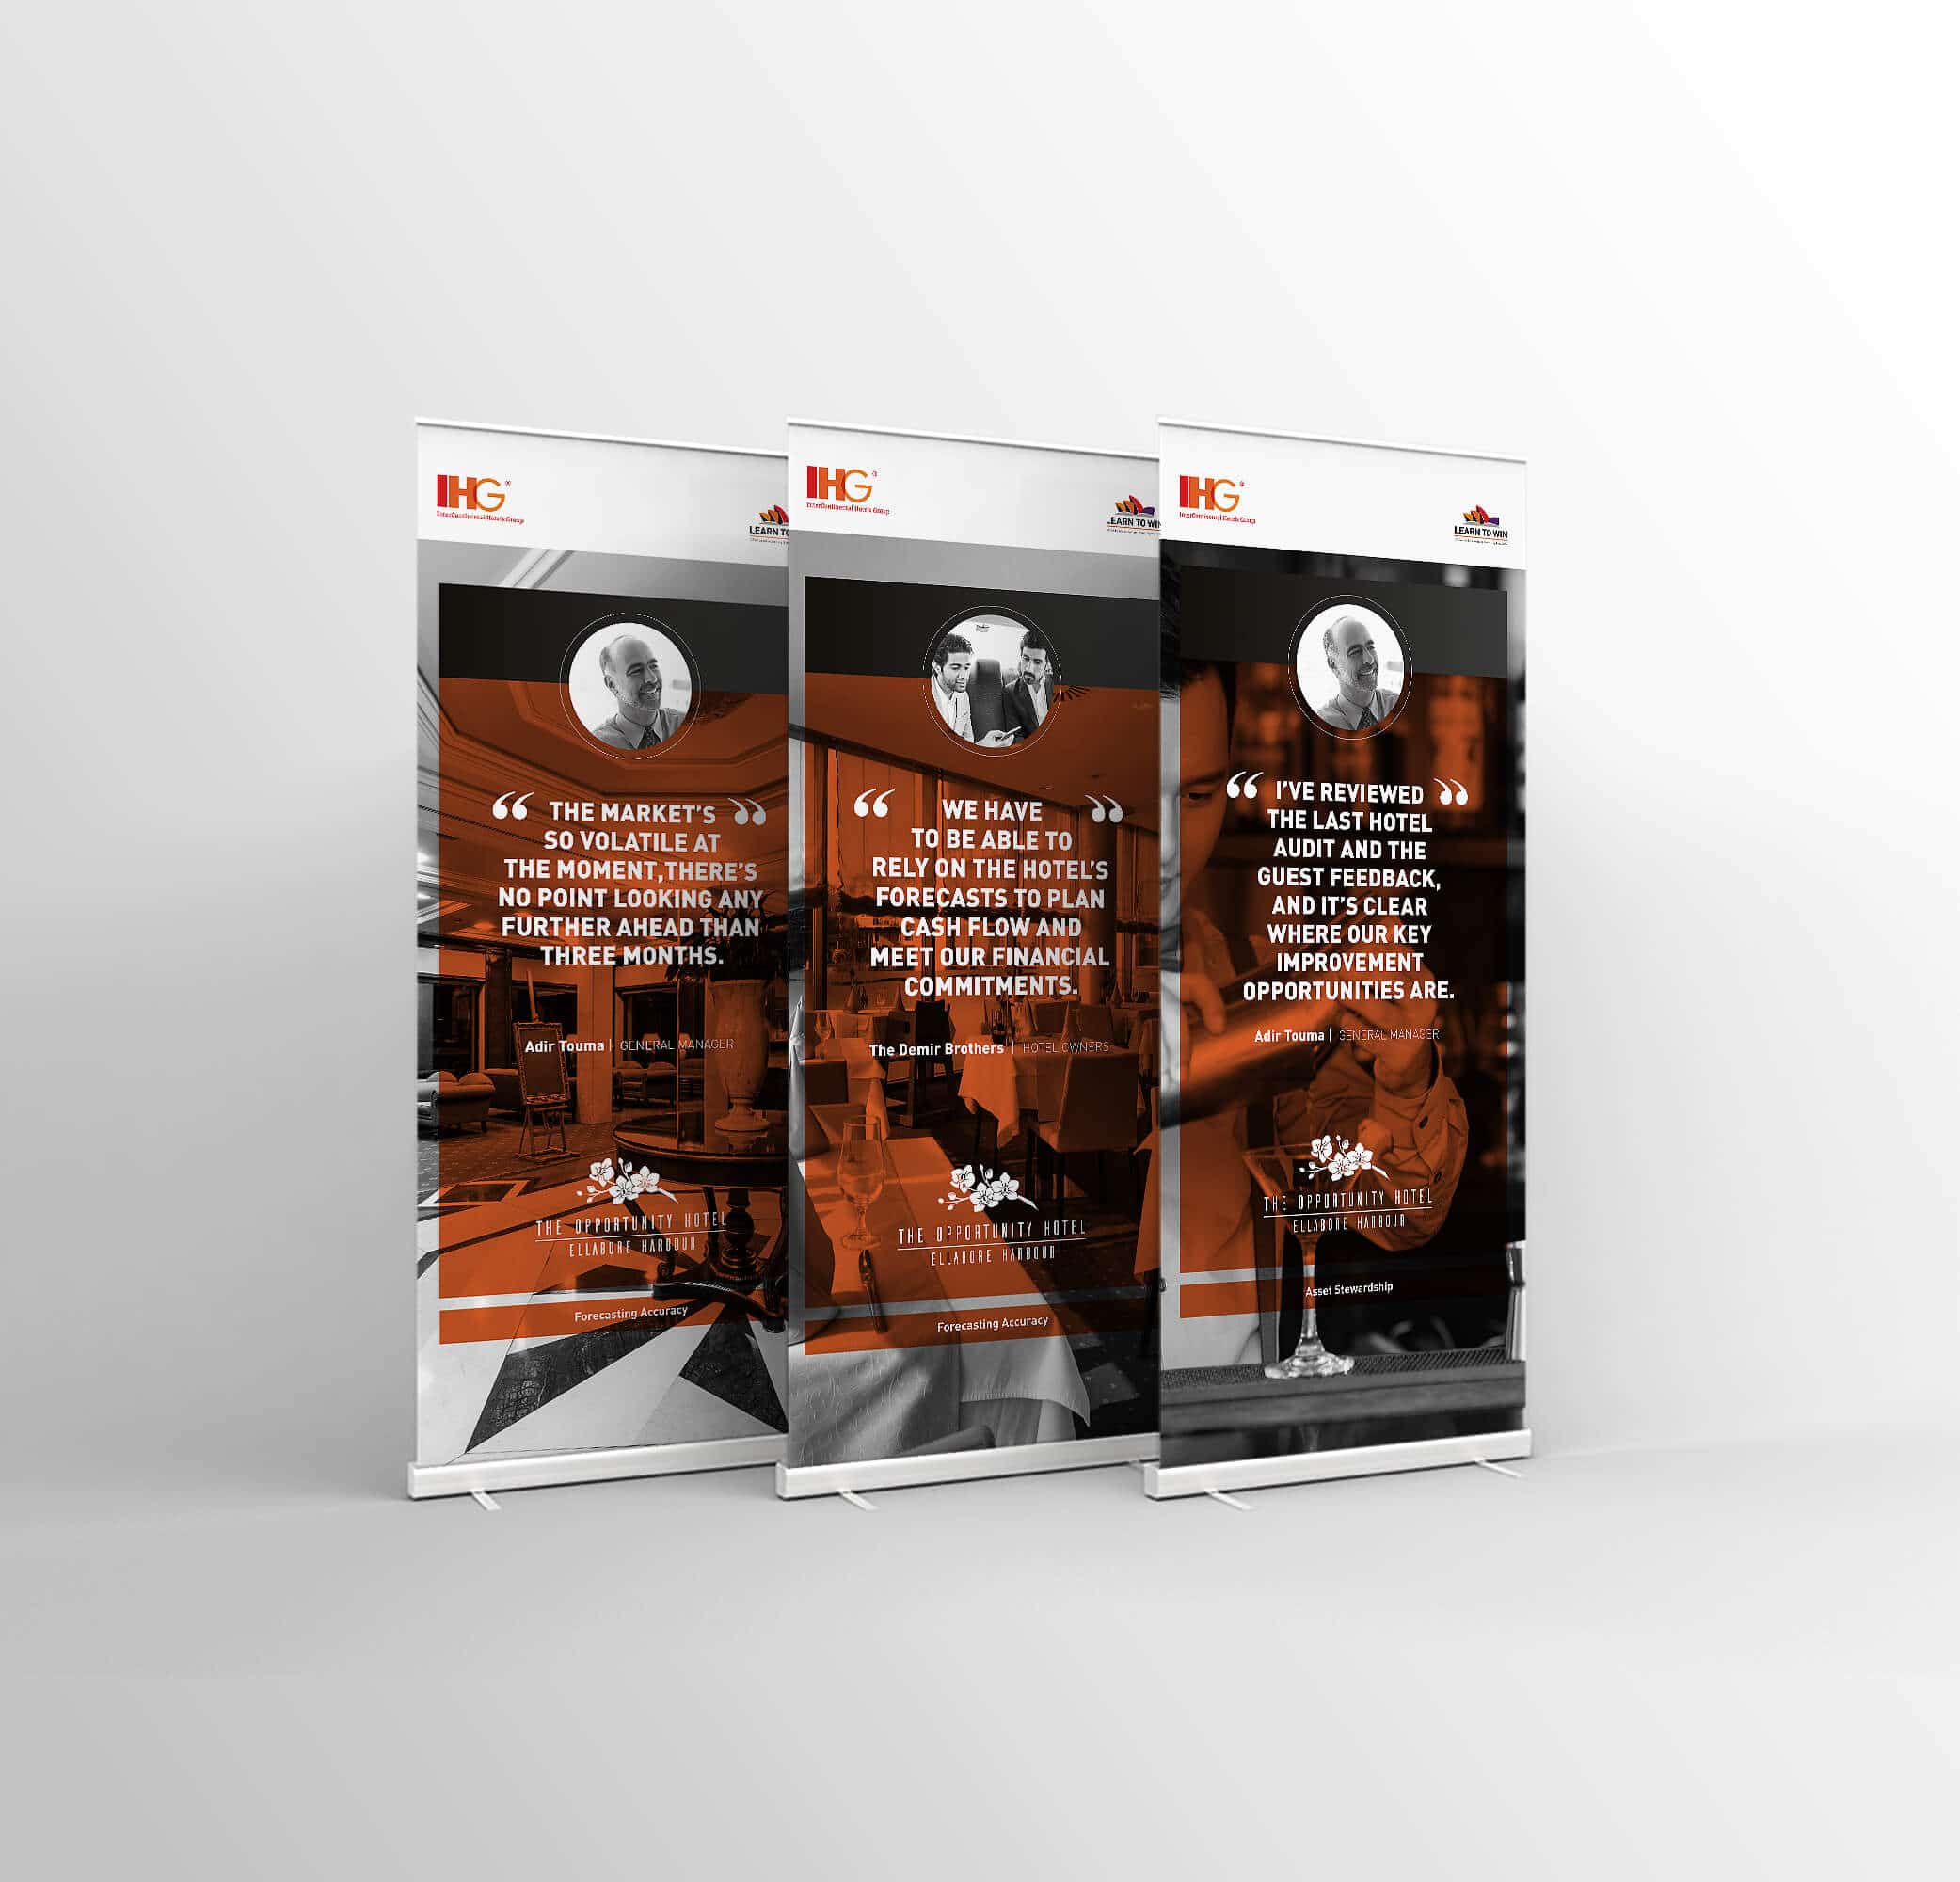 IHG®
InterContinental Hotels Group
LEARN TO
“ THE MARKET’S ”
SO VOLATILE AT
THE MOMENT,THERE’S
NO POINT LOOKING ANY
FURTHER AHEAD THAN
THREE MONTHS.
Adir Touma | GENERAL MANAGER
THE OPPORTUNITY HOTEL
ELLABORE HARBOUR
Forecasting Accuracy
IHG®
InterContinental Hotels Group
LEARN TO WIN
“ WE HAVE ”
TO BE ABLE TO
RELY ON THE HOTEL’S
FORECASTS TO PLAN
CASH FLOW AND
MEET OUR FINANCIAL
COMMITMENTS.
The Demir Brothers | HOTEL OWNERS
THE OPPORTUNITY HOTEL
ELLABORE HARBOUR
Forecasting Accuracy
IHG®
InterContinental Hotels Group
LEARN TO WIN
“ I’VE REVIEWED ”
THE LAST HOTEL
AUDIT AND THE
GUEST FEEDBACK,
AND IT’S CLEAR
WHERE OUR KEY
IMPROVEMENT
OPPORTUNITIES ARE.
Adir Touma | GENERAL MANAGER
THE OPPORTUNITY HOTEL
ELLABORE HARBOUR
Asset Stewardship